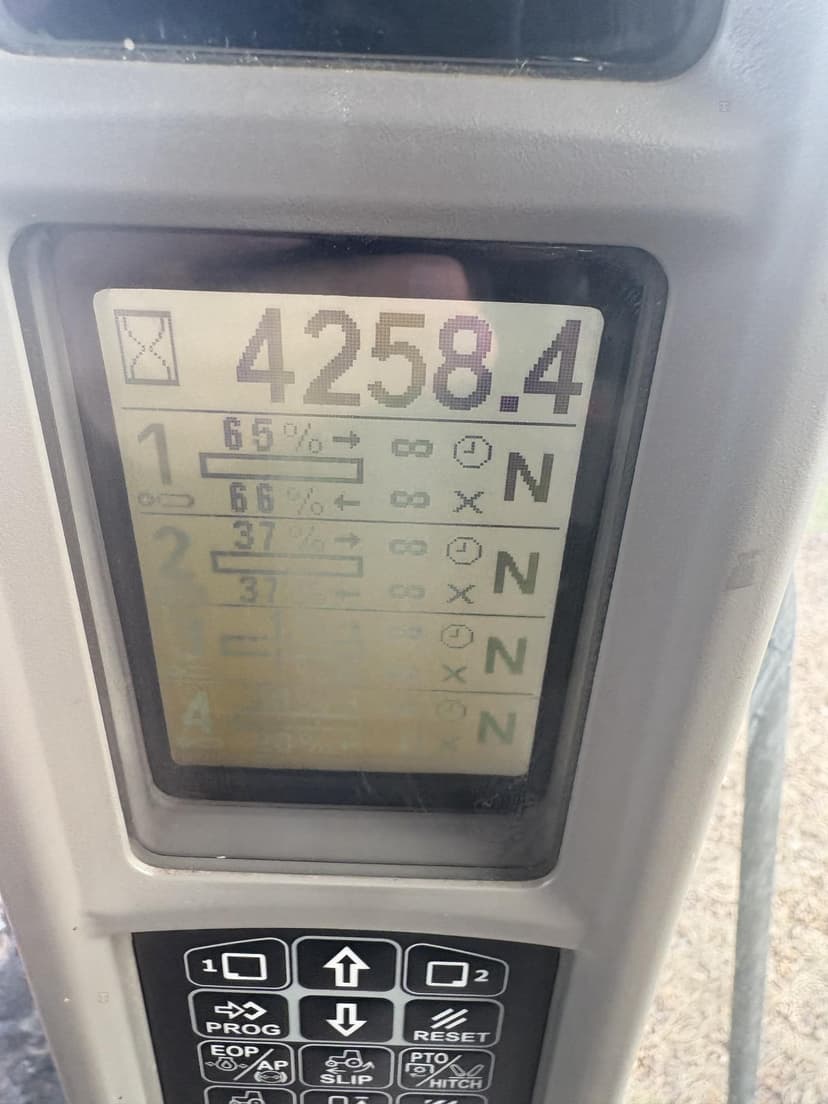 4258.4
1 65% → ∞ N
66% ← ∞ ×
2 37% → ∞ N
37 ← ∞ ×
N
×
4 N
1 2
PROG RESET
EOP/AP SLIP PTO/HITCH